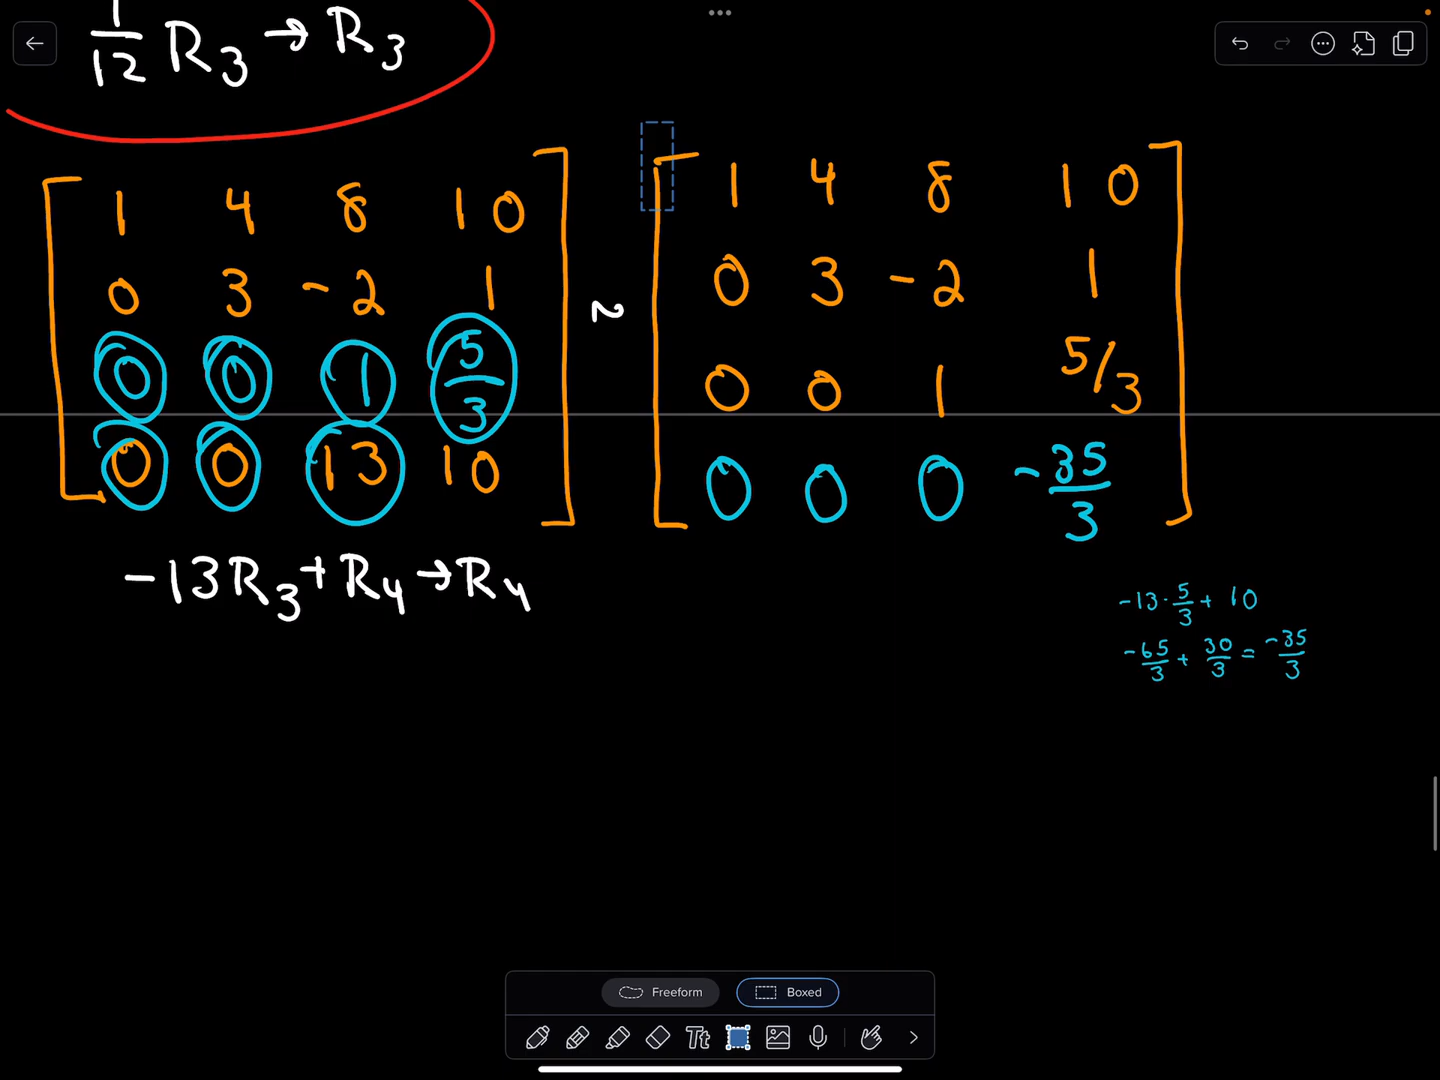 1/12 R₃ → R₃
1 4 8 10
0 3 -2 1
0 0 1 5/3
0 0 13 10
~
1 4 8 10
0 3 -2 1
0 0 1 5/3
0 0 0 -35/3
-13R₃ + R₄ → R₄
-13 · 5/3 + 10
-65/3 + 30/3 = -35/3
Freeform Boxed
Tt